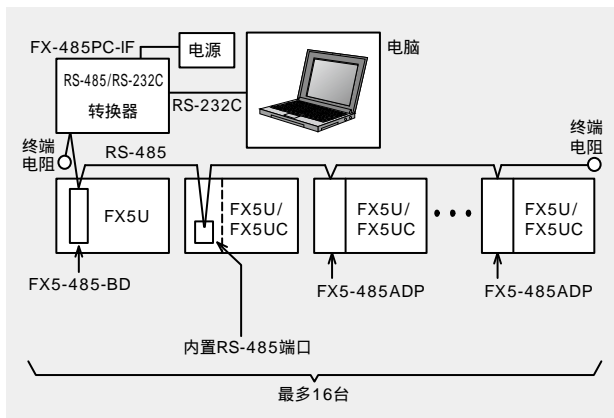 FX-485PC-IF
电源
电脑
RS-485/RS-232C
转换器
RS-232C
终端
电阻
RS-485
终端
电阻
FX5U
FX5U/
FX5UC
FX5U/
FX5UC
FX5U/
FX5UC
FX5-485-BD
FX5-485ADP
FX5-485ADP
内置RS-485端口
最多16台